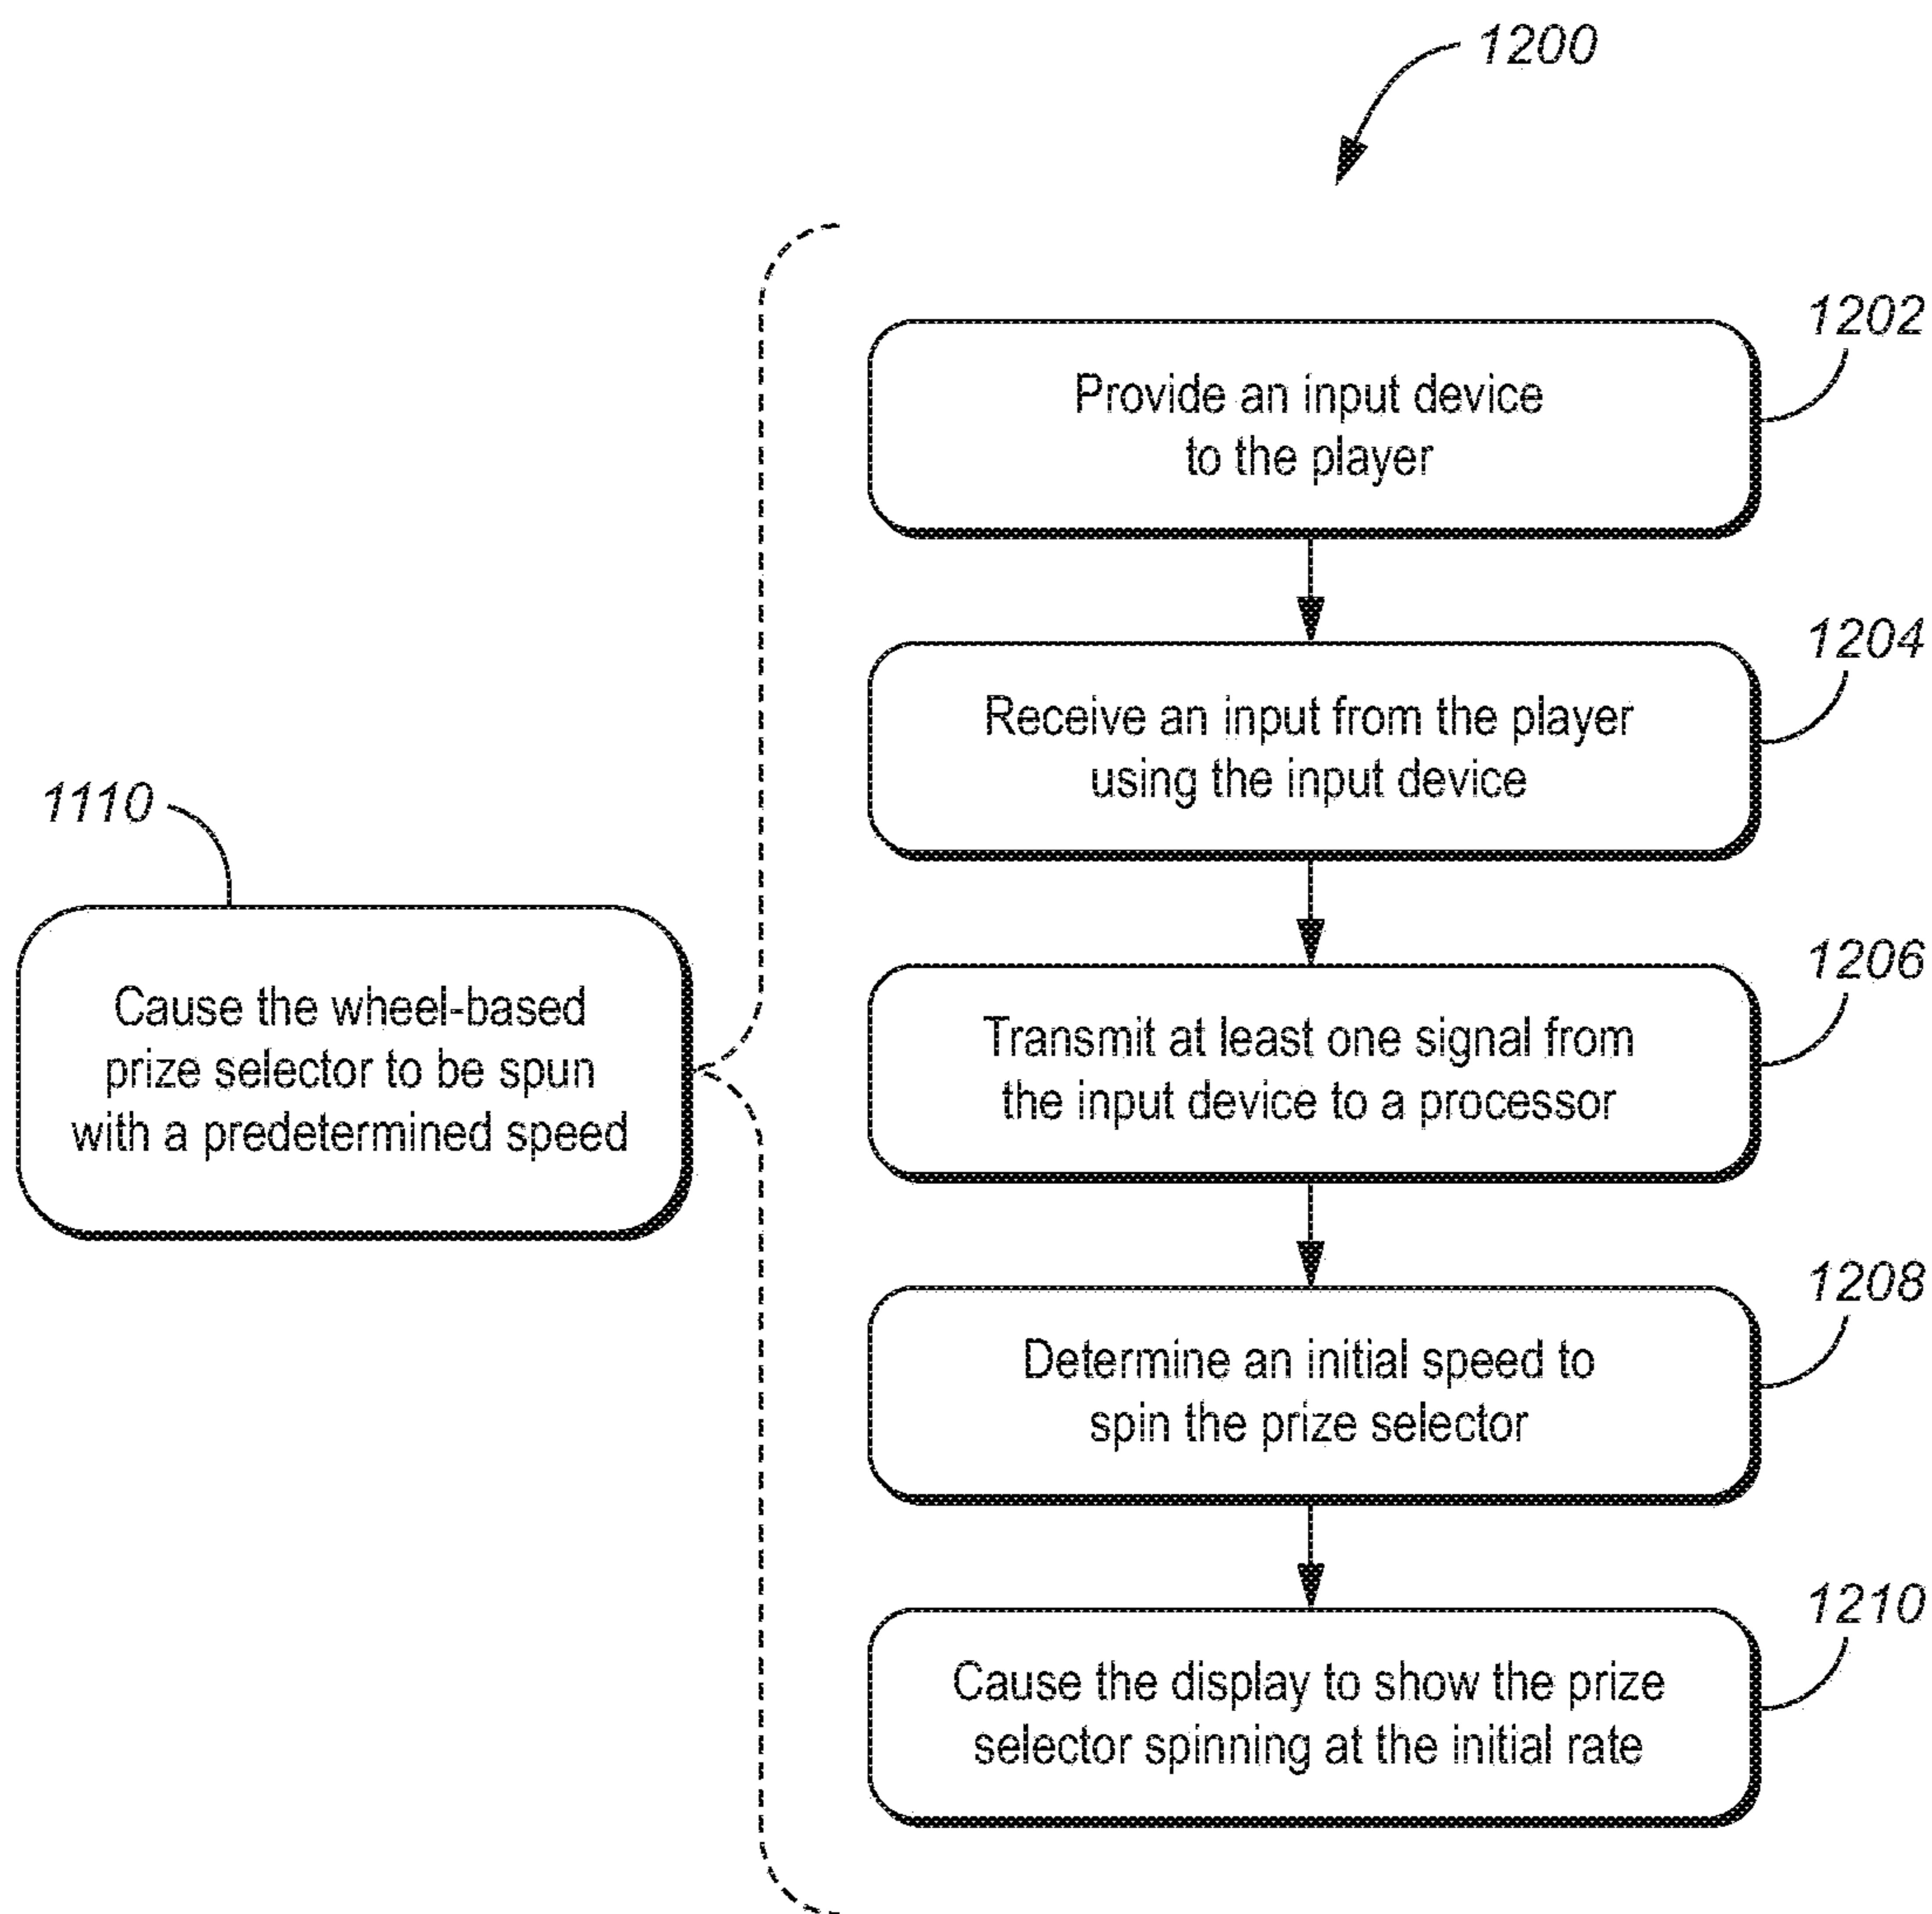 1200
1202
Provide an input device
to the player
1204
Receive an input from the player
using the input device
1110
Cause the wheel-based
prize selector to be spun
with a predetermined speed
1206
Transmit at least one signal from
the input device to a processor
1208
Determine an initial speed to
spin the prize selector
1210
Cause the display to show the prize
selector spinning at the initial rate